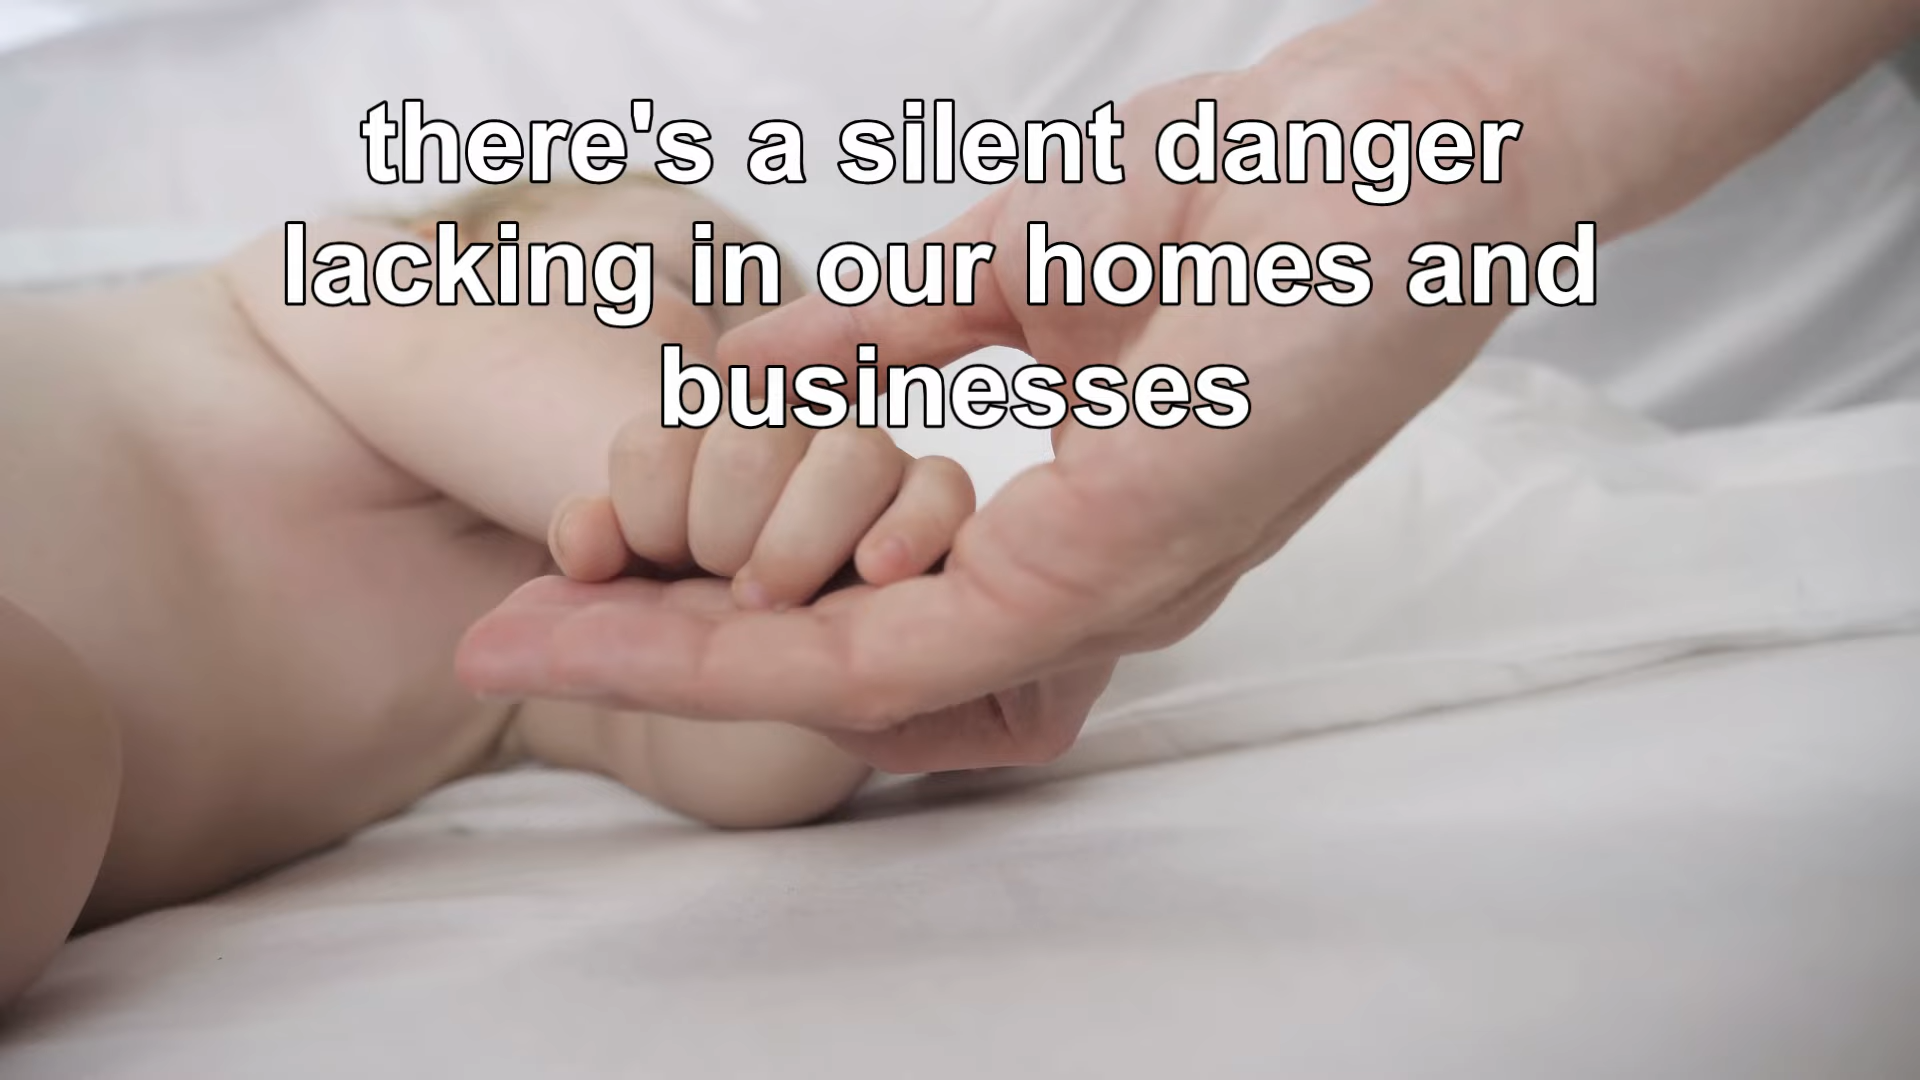 there's a silent danger
lacking in our homes and
businesses